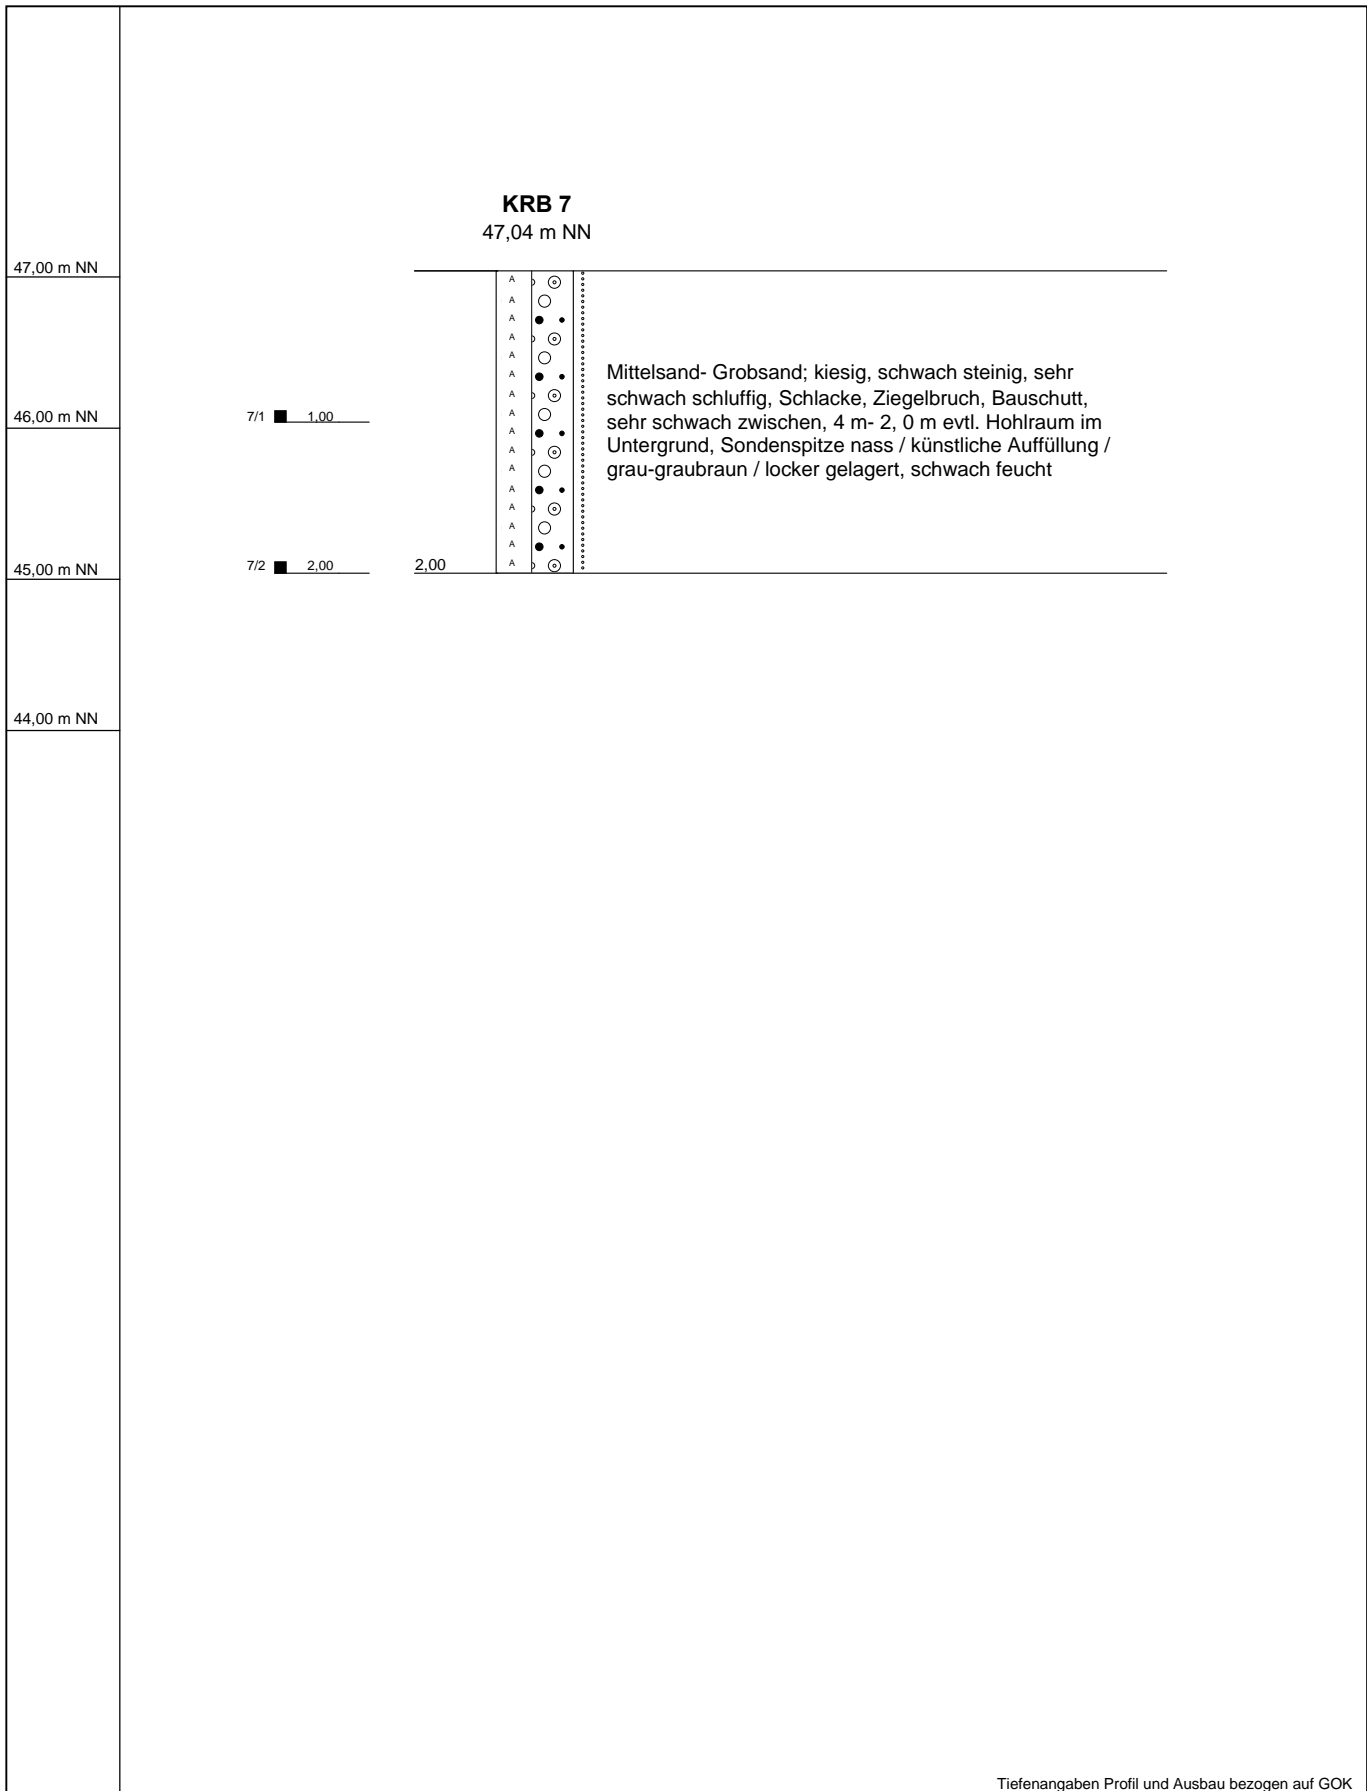 KRB 7
47,04 m NN
47,00 m NN
A
A
A
A
A
A
Mittelsand- Grobsand; kiesig, schwach steinig, sehr
A
schwach schluffig, Schlacke, Ziegelbruch, Bauschutt,
46,00 m NN 7/1 1,00 A
sehr schwach zwischen, 4 m- 2, 0 m evtl. Hohlraum im
A
Untergrund, Sondenspitze nass / künstliche Auffüllung /
A
grau-graubraun / locker gelagert, schwach feucht
A
A
A
A
A
45,00 m NN 7/2 2,00 2,00 A
44,00 m NN
Tiefenangaben Profil und Ausbau bezogen auf GOK